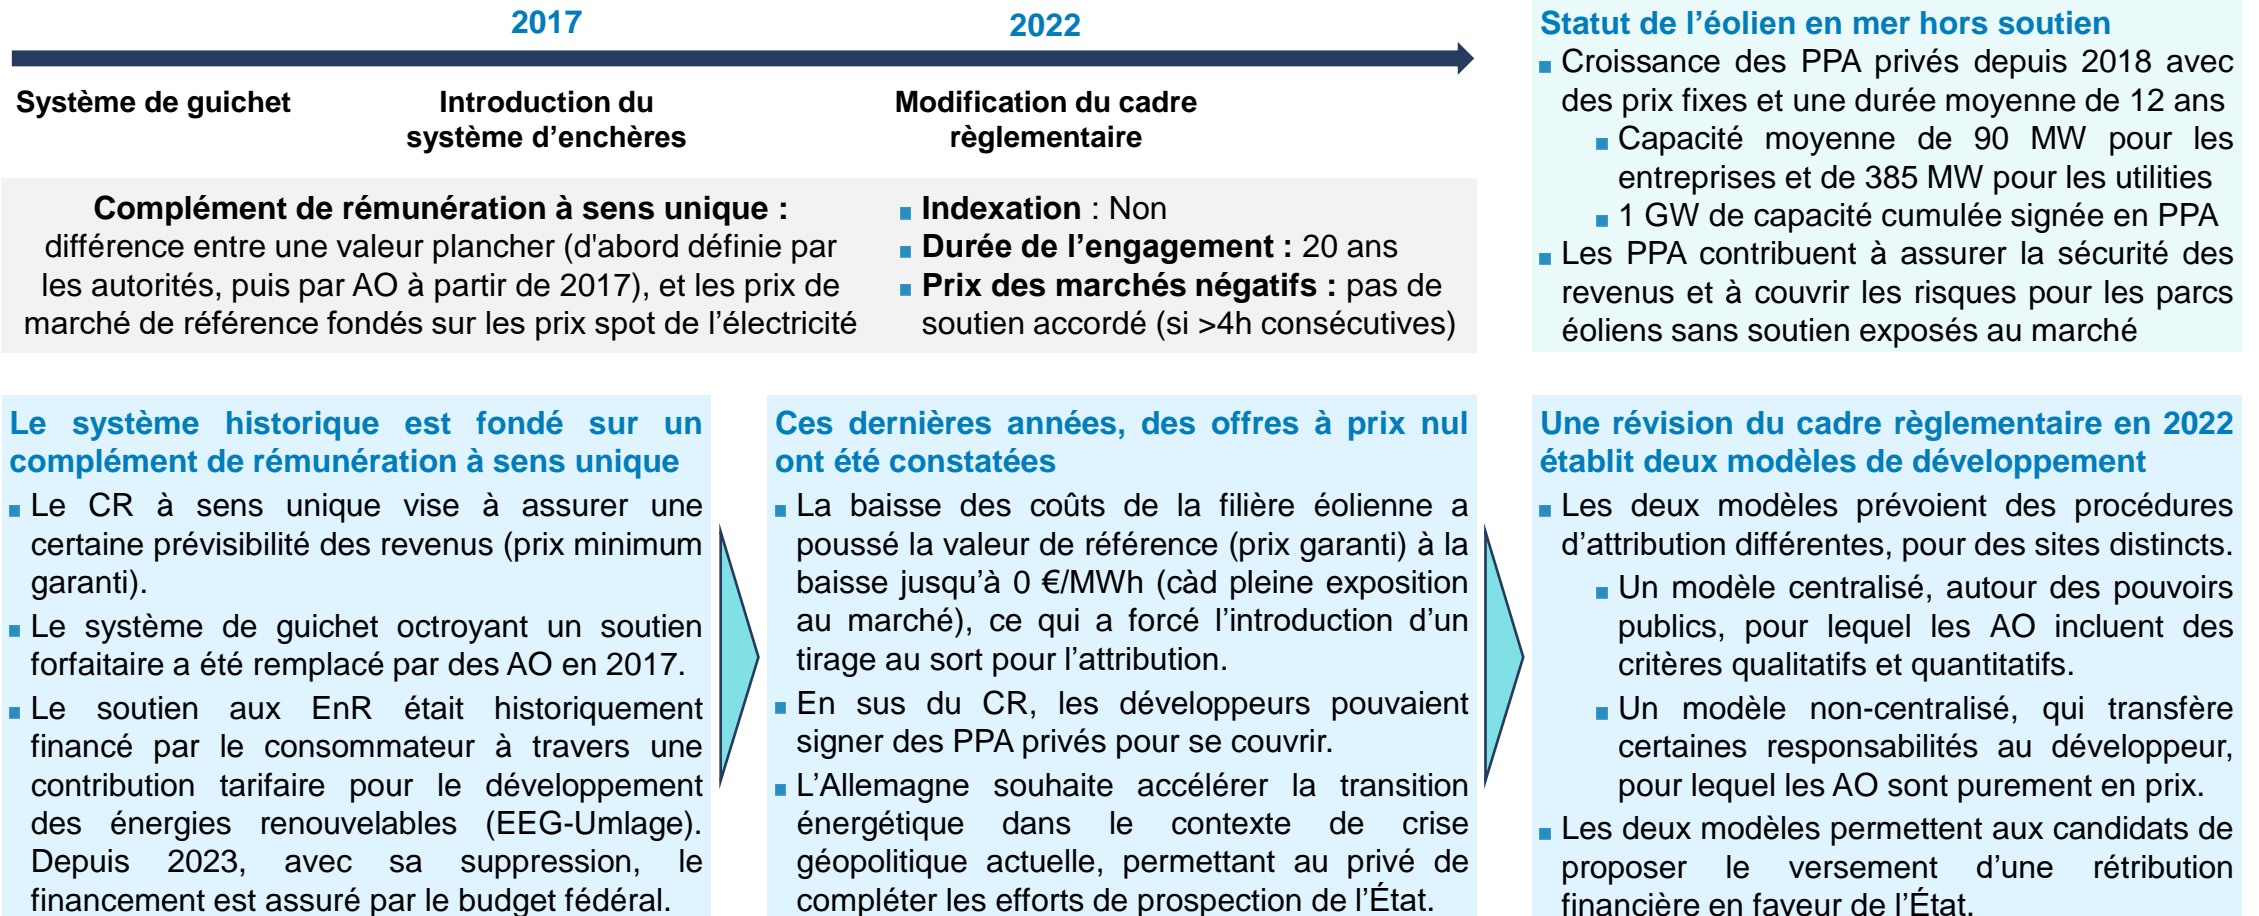 2017
2022
Système de guichet
Introduction du
système d’enchères
Modification du cadre
règlementaire
Complément de rémunération à sens unique :
différence entre une valeur plancher (d'abord définie par
les autorités, puis par AO à partir de 2017), et les prix de
marché de référence fondés sur les prix spot de l’électricité
Indexation : Non
Durée de l’engagement : 20 ans
Prix des marchés négatifs : pas de
soutien accordé (si >4h consécutives)
Statut de l’éolien en mer hors soutien
Croissance des PPA privés depuis 2018 avec
des prix fixes et une durée moyenne de 12 ans
Capacité moyenne de 90 MW pour les
entreprises et de 385 MW pour les utilities
1 GW de capacité cumulée signée en PPA
Les PPA contribuent à assurer la sécurité des
revenus et à couvrir les risques pour les parcs
éoliens sans soutien exposés au marché
Le système historique est fondé sur un
complément de rémunération à sens unique
Le CR à sens unique vise à assurer une
certaine prévisibilité des revenus (prix minimum
garanti).
Le système de guichet octroyant un soutien
forfaitaire a été remplacé par des AO en 2017.
Le soutien aux EnR était historiquement
financé par le consommateur à travers une
contribution tarifaire pour le développement
des énergies renouvelables (EEG-Umlage).
Depuis 2023, avec sa suppression, le
financement est assuré par le budget fédéral.
Ces dernières années, des offres à prix nul
ont été constatées
La baisse des coûts de la filière éolienne a
poussé la valeur de référence (prix garanti) à la
baisse jusqu’à 0 €/MWh (càd pleine exposition
au marché), ce qui a forcé l’introduction d’un
tirage au sort pour l’attribution.
En sus du CR, les développeurs pouvaient
signer des PPA privés pour se couvrir.
L’Allemagne souhaite accélérer la transition
énergétique dans le contexte de crise
géopolitique actuelle, permettant au privé de
compléter les efforts de prospection de l’État.
Une révision du cadre règlementaire en 2022
établit deux modèles de développement
Les deux modèles prévoient des procédures
d’attribution différentes, pour des sites distincts.
Un modèle centralisé, autour des pouvoirs
publics, pour lequel les AO incluent des
critères qualitatifs et quantitatifs.
Un modèle non-centralisé, qui transfère
certaines responsabilités au développeur,
pour lequel les AO sont purement en prix.
Les deux modèles permettent aux candidats de
proposer le versement d’une rétribution
financière en faveur de l’État.